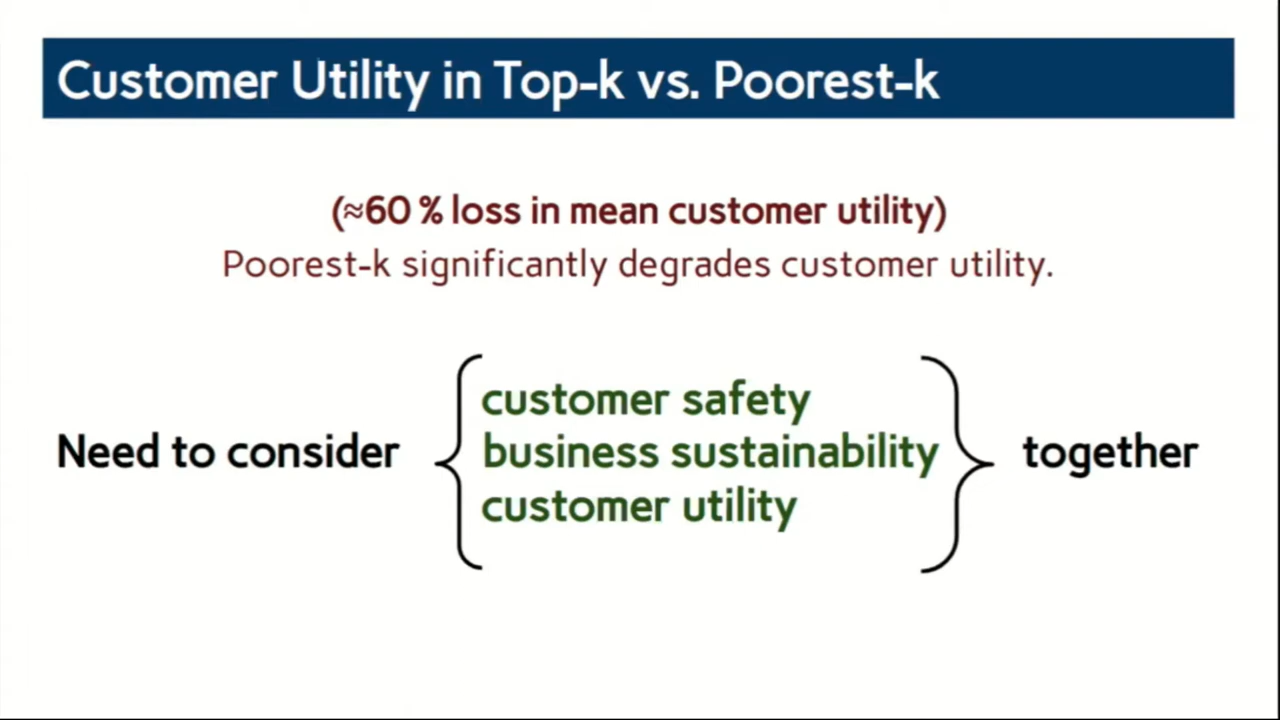 Customer Utility in Top-k vs. Poorest-k
(≈60 % loss in mean customer utility)
Poorest-k significantly degrades customer utility.
customer safety
Need to consider business sustainability together
customer utility